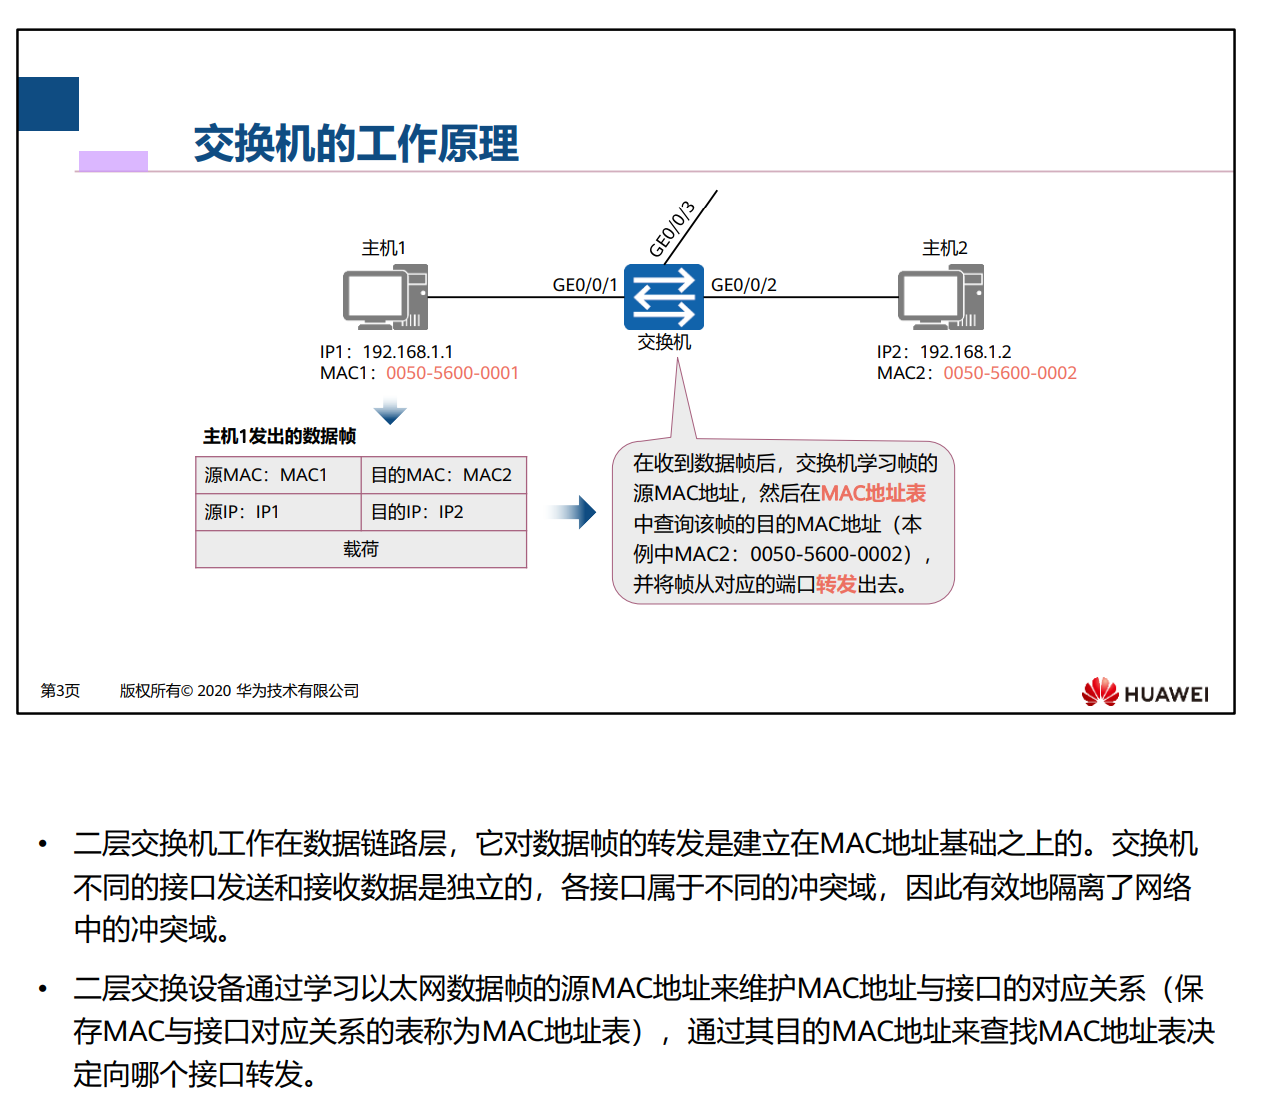 交换机的工作原理
GE0/0/3
主机1
主机2
GE0/0/1
GE0/0/2
交换机
IP1：192.168.1.1
MAC1：0050-5600-0001
IP2：192.168.1.2
MAC2：0050-5600-0002
主机1发出的数据帧
源MAC：MAC1
目的MAC：MAC2
源IP：IP1
目的IP：IP2
载荷
在收到数据帧后，交换机学习帧的
源MAC地址，然后在MAC地址表
中查询该帧的目的MAC地址（本
例中MAC2：0050-5600-0002），
并将帧从对应的端口转发出去。
第3页
版权所有© 2020 华为技术有限公司
HUAWEI
• 二层交换机工作在数据链路层，它对数据帧的转发是建立在MAC地址基础之上的。交换机
不同的接口发送和接收数据是独立的，各接口属于不同的冲突域，因此有效地隔离了网络
中的冲突域。
• 二层交换设备通过学习以太网数据帧的源MAC地址来维护MAC地址与接口的对应关系（保
存MAC与接口对应关系的表称为MAC地址表），通过其目的MAC地址来查找MAC地址表决
定向哪个接口转发。